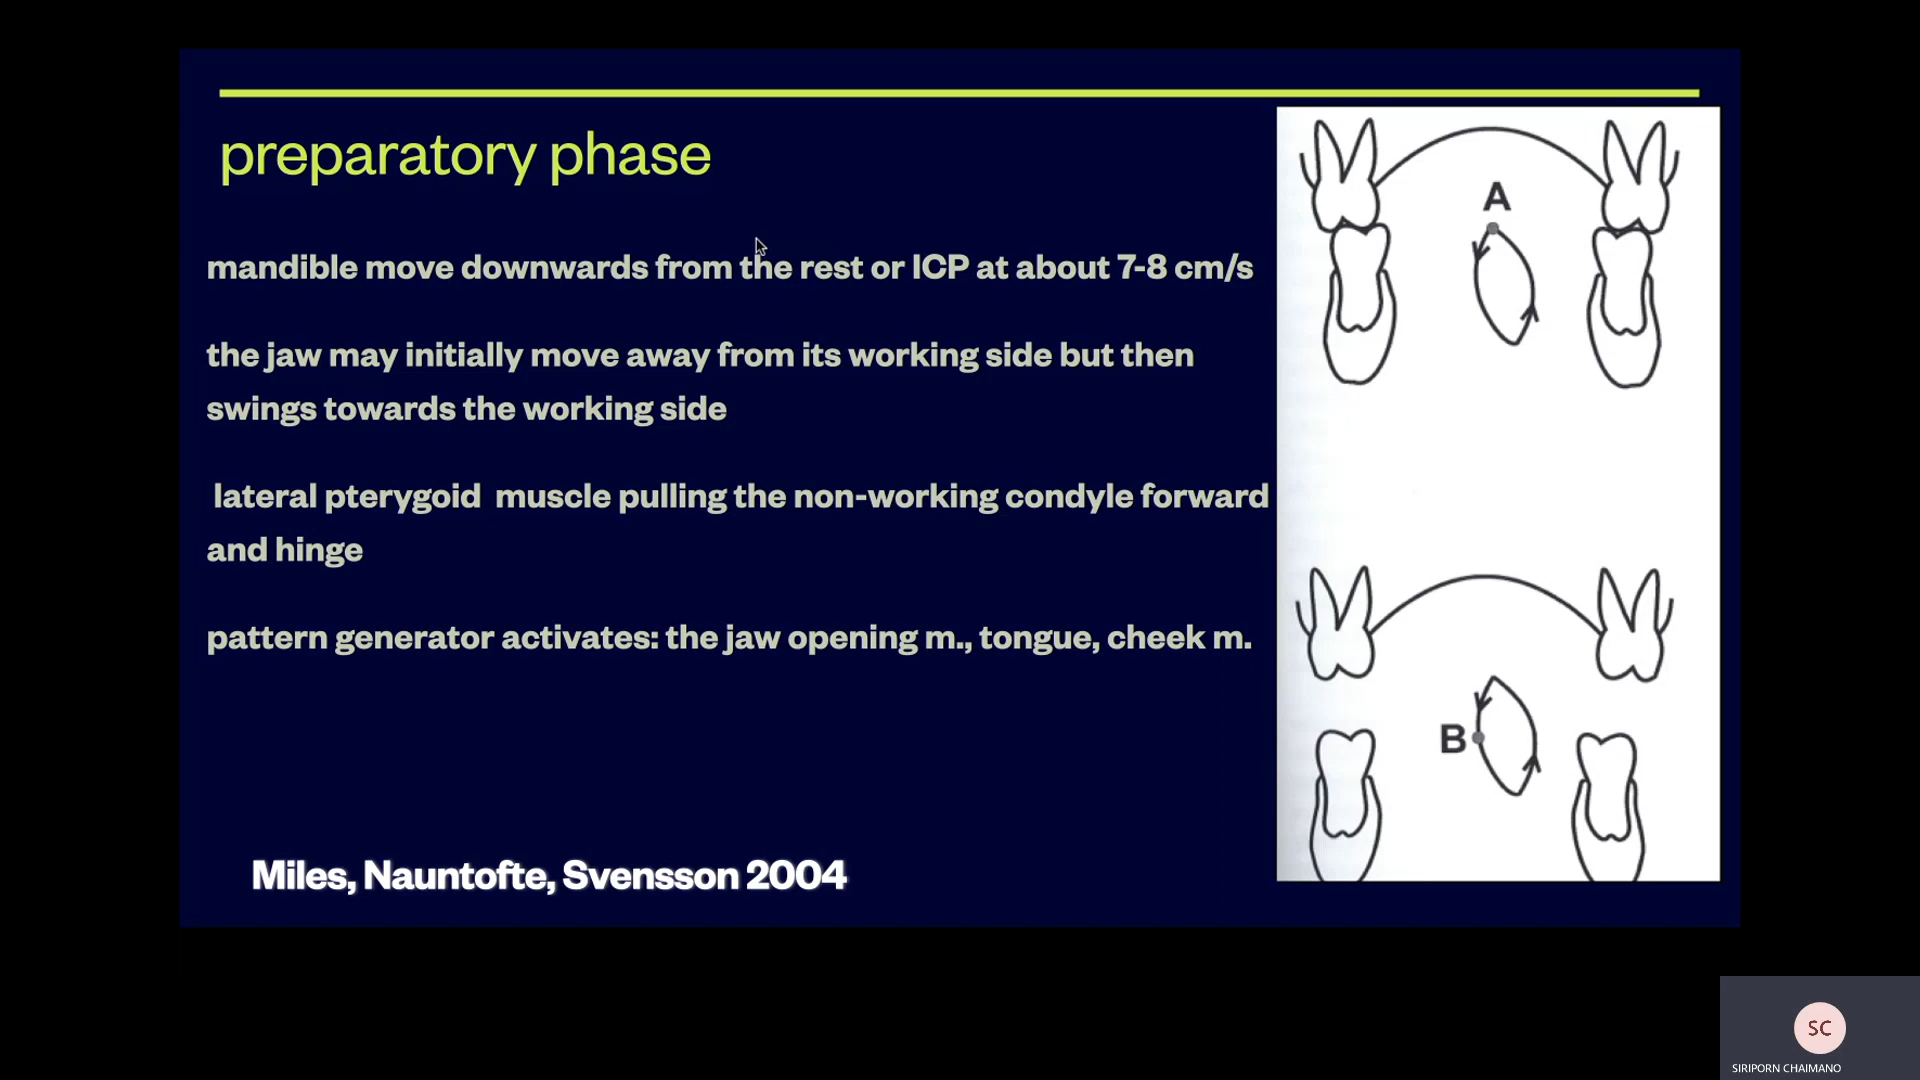 preparatory phase
mandible move downwards from the rest or ICP at about 7-8 cm/s
the jaw may initially move away from its working side but then
swings towards the working side
lateral pterygoid muscle pulling the non-working condyle forward
and hinge
pattern generator activates: the jaw opening m., tongue, cheek m.
Miles, Nauntofte, Svensson 2004
A
B
SC
SIRIPORN CHAIMANO